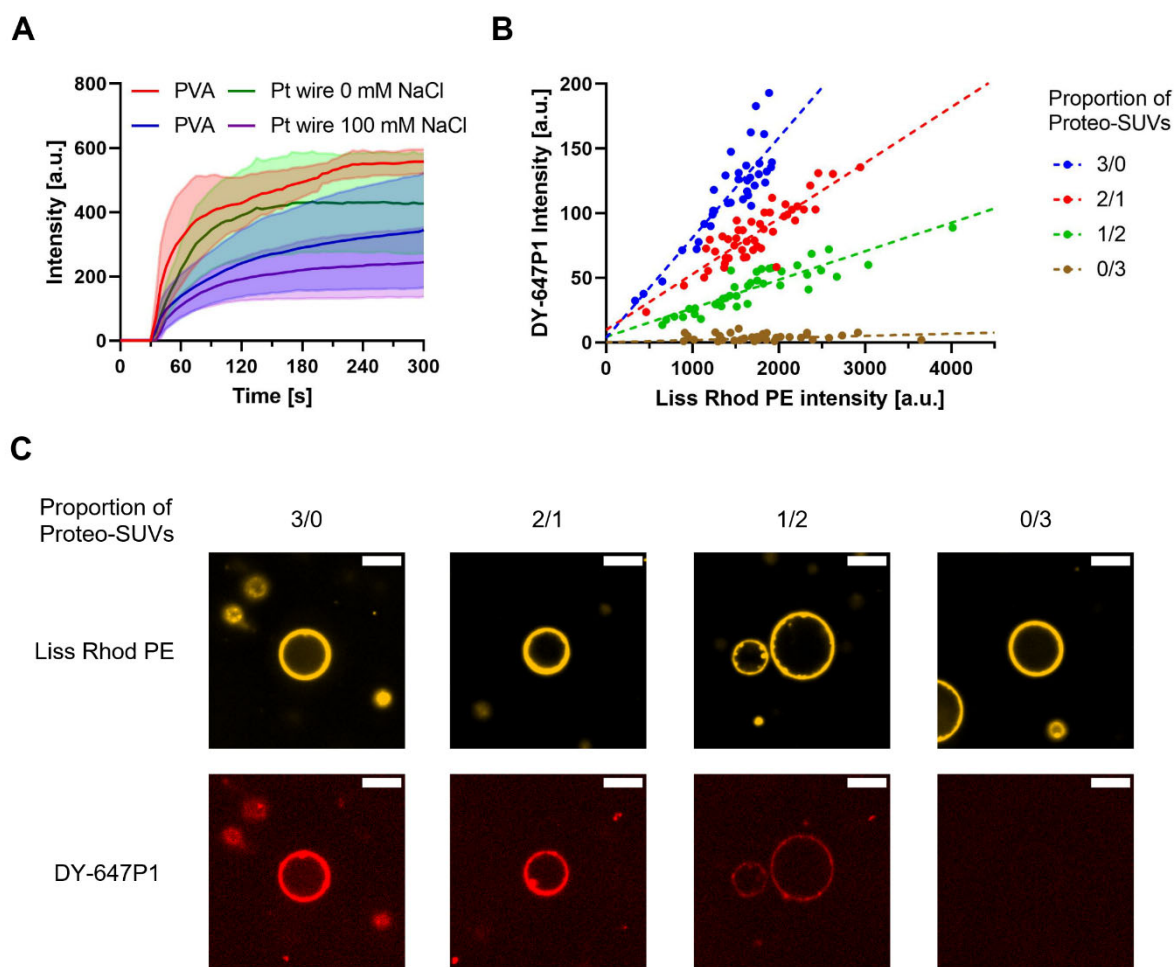 A
Intensity [a.u.]
800
600
400
200
0
PVA
Pt wire 0 mM NaCl
PVA
Pt wire 100 mM NaCl
0
60
120
180
240
300
Time [s]
B
DY-647P1 Intensity [a.u.]
200
150
100
50
0
0
1000
2000
3000
4000
Liss Rhod PE intensity [a.u.]
Proportion of
Proteo-SUVs
3/0
2/1
1/2
0/3
C
Proportion of
Proteo-SUVs
3/0
2/1
1/2
0/3
Liss Rhod PE
DY-647P1